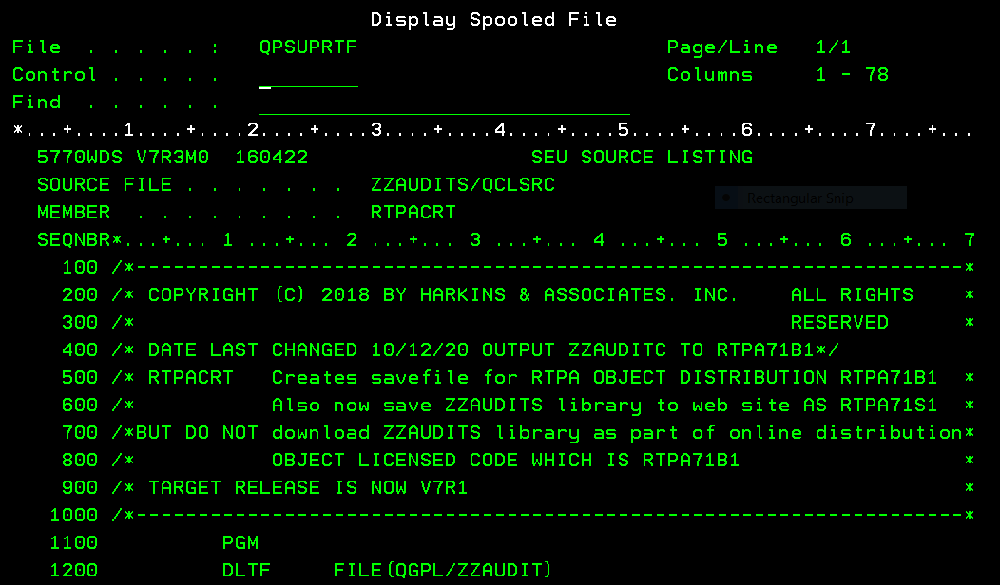 Display Spooled File
File  . . . . . :   QPSUPRTF                         Page/Line   1/1
Control . . . . .   _________                        Columns     1 - 78
Find  . . . . . .   ______________________________
*...+....1....+....2....+....3....+....4....+....5....+....6....+....7....+...
5770WDS V7R3M0  160422                  SEU SOURCE LISTING
SOURCE FILE . . . . . . .  ZZAUDITS/QCLSRC
Rectangular Snip
MEMBER  . . . . . . . . .  RTPACRT
SEQNBR*...+... 1 ...+... 2 ...+... 3 ...+... 4 ...+... 5 ...+... 6 ...+... 7
100 /*-------------------------------------------------------------------*
200 /* COPYRIGHT (C) 2018 BY HARKINS & ASSOCIATES. INC.    ALL RIGHTS    *
300 /*                                                     RESERVED      *
400 /* DATE LAST CHANGED 10/12/20 OUTPUT ZZAUDITC TO RTPA71B1*/
500 /* RTPACRT   Creates savefile for RTPA OBJECT DISTRIBUTION RTPA71B1  *
600 /*           Also now save ZZAUDITS library to web site AS RTPA71S1  *
700 /*BUT DO NOT download ZZAUDITS library as part of online distribution*
800 /*           OBJECT LICENSED CODE WHICH IS RTPA71B1                  *
900 /* TARGET RELEASE IS NOW V7R1                                        *
1000 /*-------------------------------------------------------------------*
1100          PGM
1200          DLTF     FILE(QGPL/ZZAUDIT)